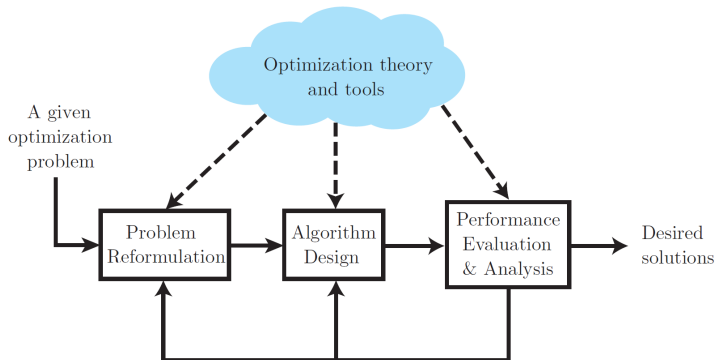 Optimization theory
and tools
A given
optimization
problem
Problem
Reformulation
Algorithm
Design
Performance
Evaluation
& Analysis
Desired
solutions